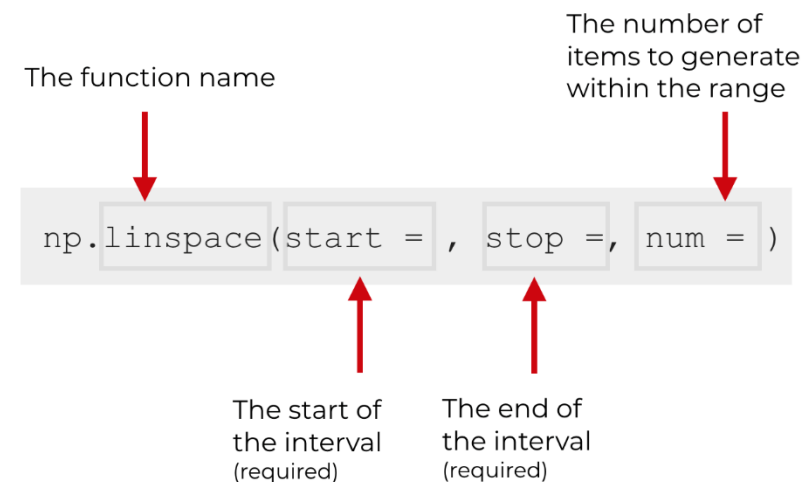 The number of
items to generate
within the range
The function name
np.linspace(start = , stop =, num = )
The start of
the interval
(required)
The end of
the interval
(required)